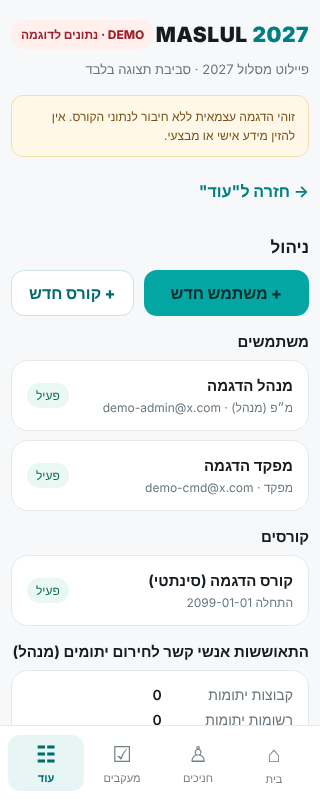 MASLUL 2027
DEMO · נתונים לדוגמה
פיילוט מסלול 2027 · סביבת תצוגה בלבד
זוהי הדגמה עצמאית ללא חיבור לנתוני הקורס. אין
להזין מידע אישי או מבצעי.
→ חזרה ל"עוד"
ניהול
+ משתמש חדש
+ קורס חדש
משתמשים
מנהל הדגמה
מ״פ (מנהל) · demo-admin@x.com
פעיל
מפקד הדגמה
מפקד · demo-cmd@x.com
פעיל
קורסים
קורס הדגמה (סינתטי)
התחלה 2099-01-01
פעיל
התאוששות אנשי קשר לחירום יתומים (מנהל)
קבוצות יתומות 0
רשומות יתומות 0
בית
חניכים
מעקבים
עוד